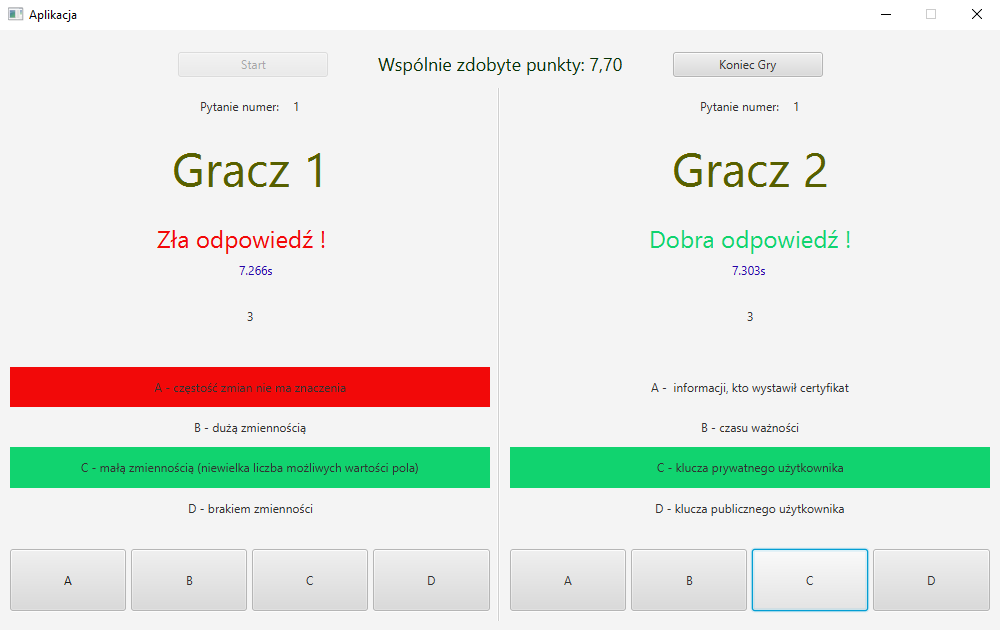 Aplikacja
Start
Wspólnie zdobyte punkty: 7,70
Koniec Gry
Pytanie numer: 1
Gracz 1
Zła odpowiedź !
7.266s
3
A - częstość zmian nie ma znaczenia
B - dużą zmiennością
C - małą zmiennością (niewielka liczba możliwych wartości pola)
D - brakiem zmienności
A
B
C
D
Pytanie numer: 1
Gracz 2
Dobra odpowiedź !
7.303s
3
A - informacji, kto wystawił certyfikat
B - czasu ważności
C - klucza prywatnego użytkownika
D - klucza publicznego użytkownika
A
B
C
D